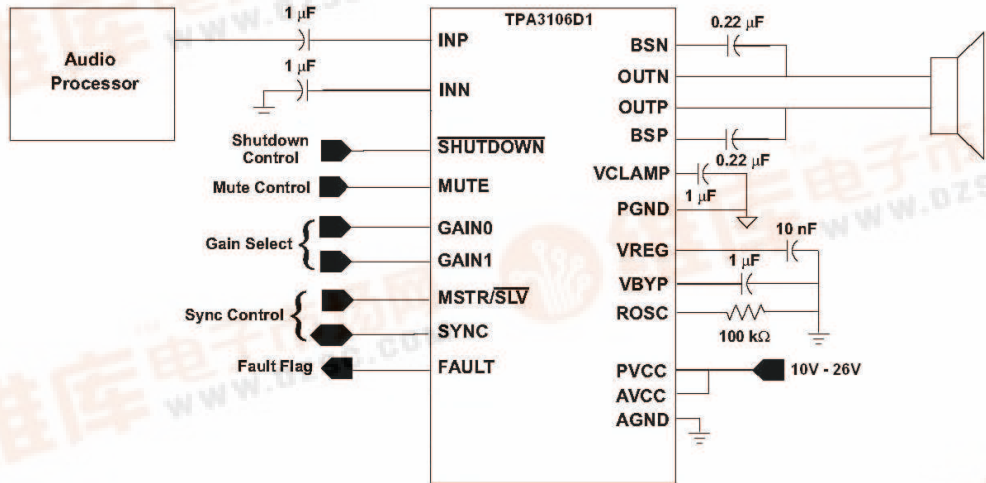 Audio
Processor
1 µF
1 µF
TPA3106D1
INP
INN
Shutdown
Control
SHUTDOWN
Mute Control
MUTE
Gain Select
GAIN0
GAIN1
Sync Control
MSTR/SLV
SYNC
Fault Flag
FAULT
BSN
0.22 µF
OUTN
OUTP
BSP
0.22 µF
VCLAMP
1 µF
PGND
VREG
10 nF
VBYP
1 µF
ROSC
100 kΩ
PVCC
10V - 26V
AVCC
AGND